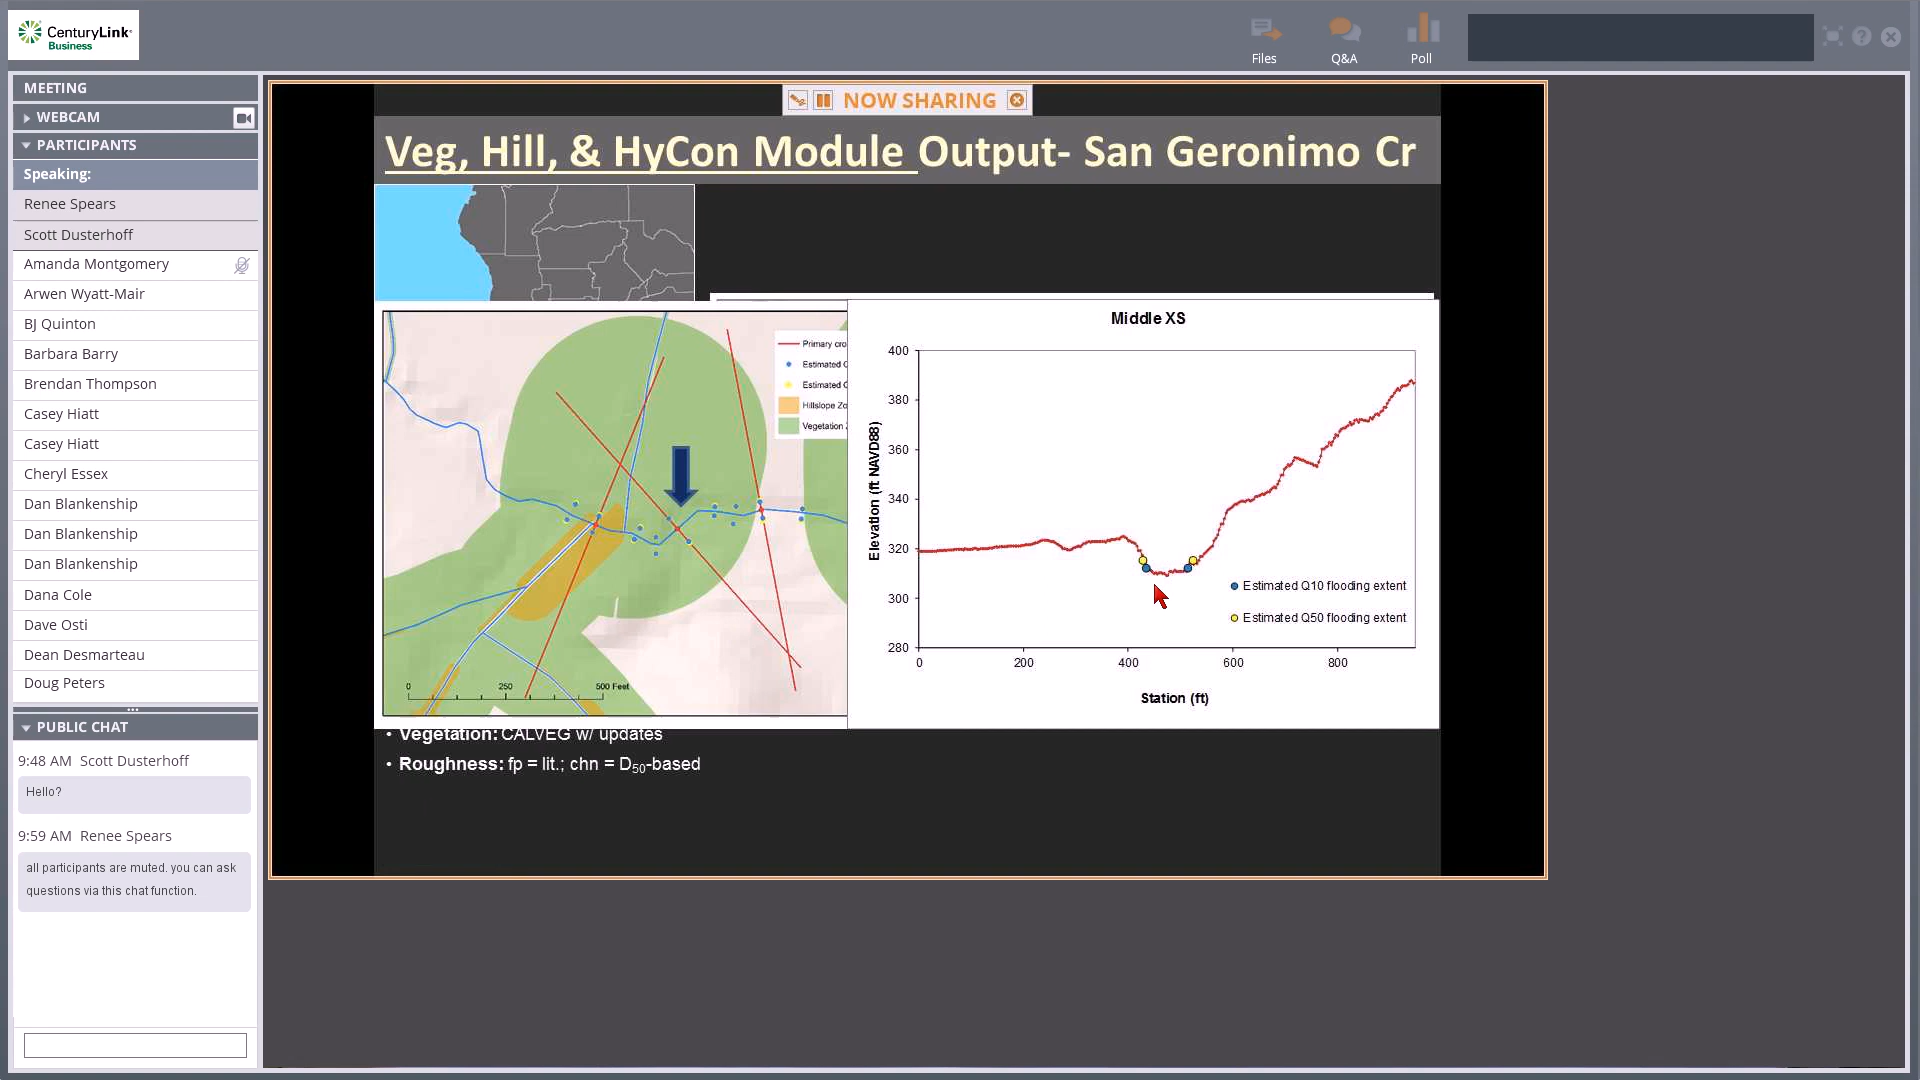 CenturyLink
Business
Files
Q&A
Poll
MEETING
WEBCAM
PARTICIPANTS
Speaking:
Renee Spears
Scott Dusterhoff
Amanda Montgomery
Arwen Wyatt-Mair
BJ Quinton
Barbara Barry
Brendan Thompson
Casey Hiatt
Casey Hiatt
Cheryl Essex
Dan Blankenship
Dan Blankenship
Dan Blankenship
Dana Cole
Dave Osti
Dean Desmarteau
Doug Peters
PUBLIC CHAT
9:48 AM Scott Dusterhoff
Hello?
9:59 AM Renee Spears
all participants are muted. you can ask
questions via this chat function.
NOW SHARING
Veg, Hill, & HyCon Module Output- San Geronimo Cr
Primary cro
Estimated
Estimated
Hillslope Zo
Vegetation
0 250 500 Feet
Middle XS
Elevation (ft NAVD88)
400
380
360
340
320
300
280
0 200 400 600 800
Station (ft)
Estimated Q10 flooding extent
Estimated Q50 flooding extent
• Vegetation: CALVEG w/ updates
• Roughness: fp = lit.; chn = D50-based